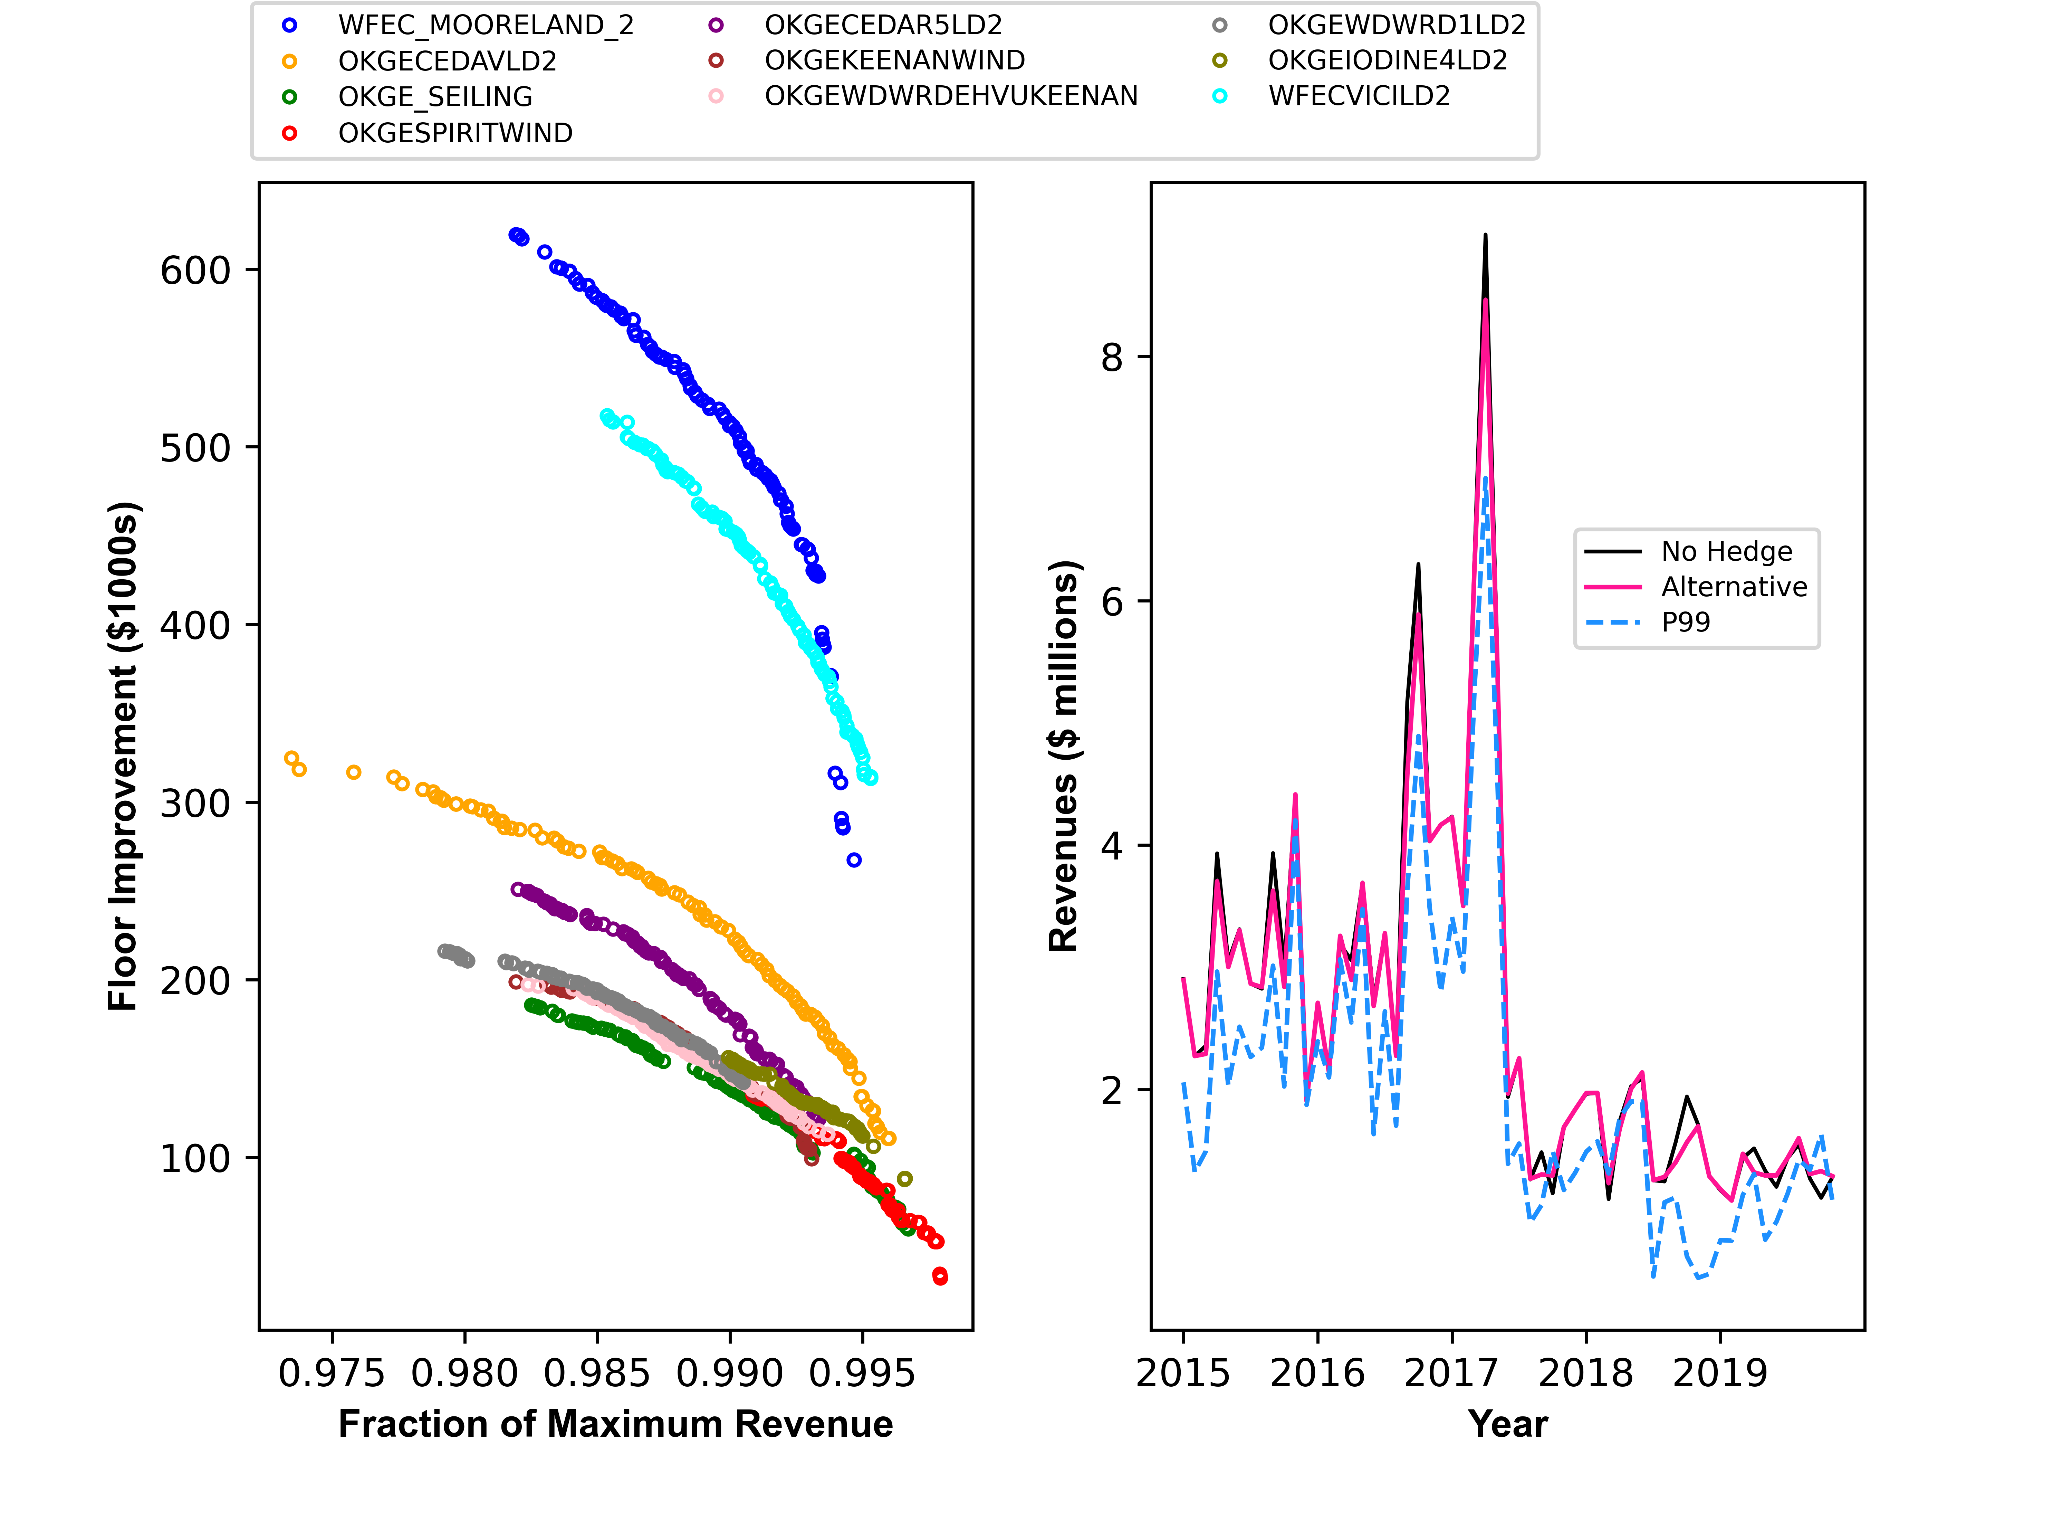 WFEC_MOORELAND_2
OKGECEDAVLD2
OKGE_SEILING
OKGESPIRITWIND
OKGECEDAR5LD2
OKGEKEENANWIND
OKGEWDWRDEHVUKEENAN
OKGEWDWRD1LD2
OKGEIODINE4LD2
WFECVICILD2
Floor Improvement ($1000s)
600
500
400
300
200
100
0.975 0.980 0.985 0.990 0.995
Fraction of Maximum Revenue
Revenues ($ millions)
8
6
4
2
No Hedge
Alternative
P99
2015 2016 2017 2018 2019
Year